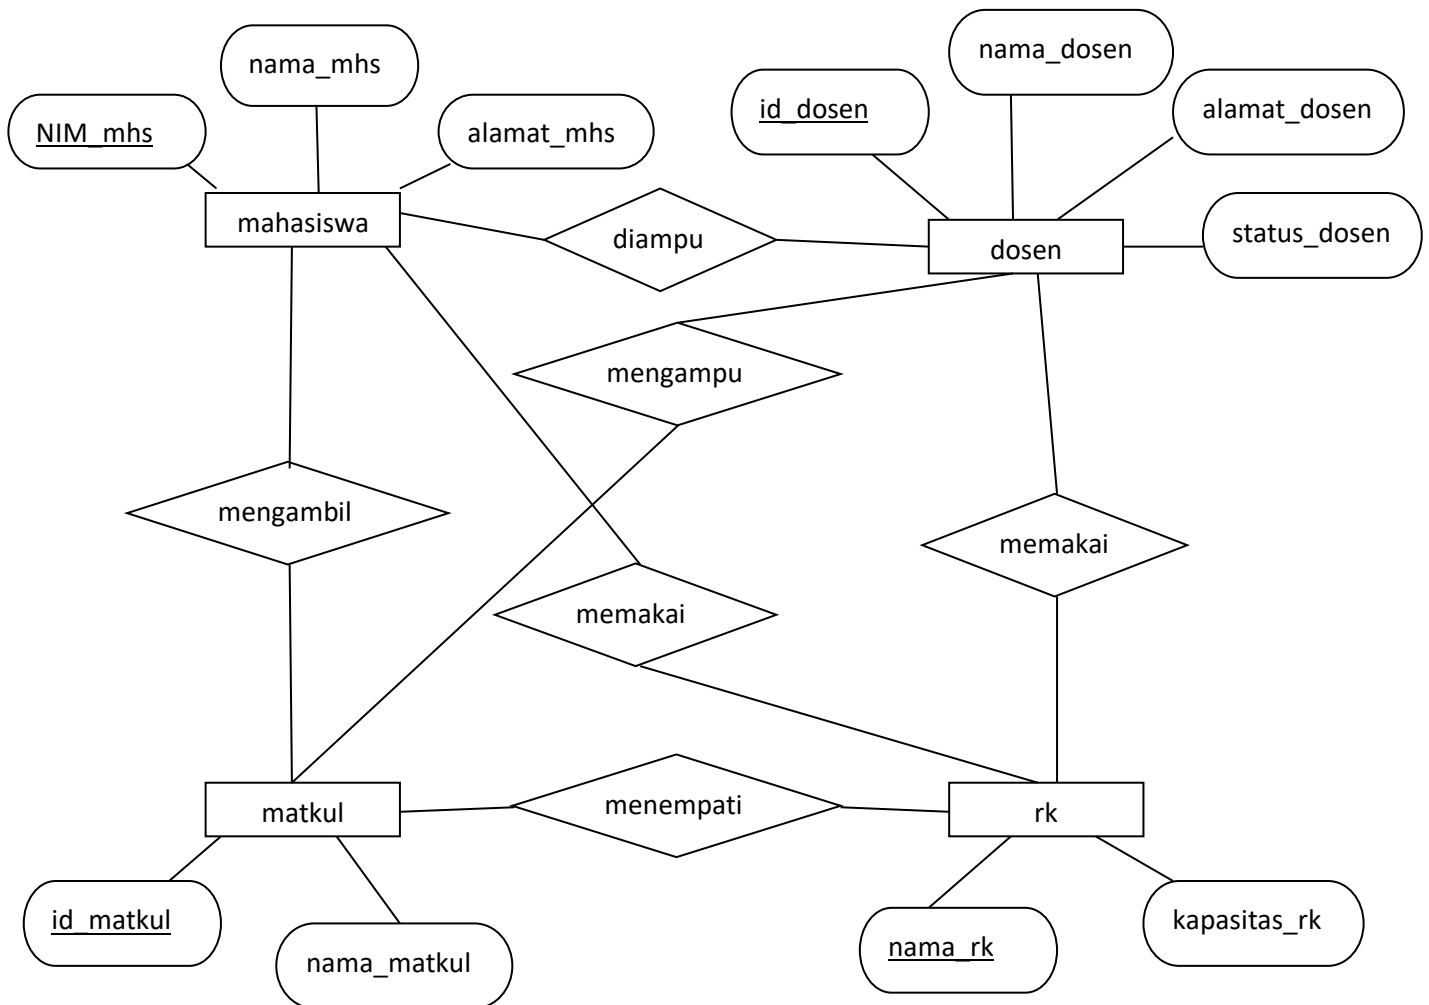 nama_mhs
NIM_mhs
alamat_mhs
mahasiswa
nama_dosen
id_dosen
alamat_dosen
status_dosen
dosen
diampu
mengampu
mengambil
memakai
memakai
matkul
menempati
rk
id_matkul
nama_matkul
nama_rk
kapasitas_rk